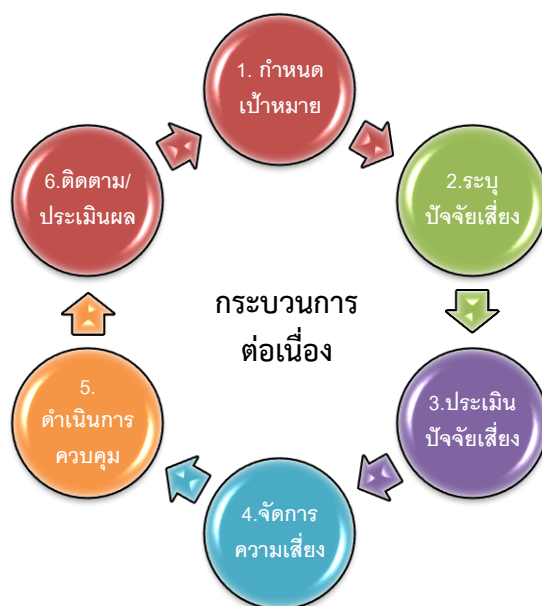 1. กำหนด
เป้าหมาย
2.ระบุ
ปัจจัยเสี่ยง
3.ประเมิน
ปัจจัยเสี่ยง
4.จัดการ
ความเสี่ยง
5.
ดำเนินการ
ควบคุม
6.ติดตาม/
ประเมินผล
กระบวนการ
ต่อเนื่อง